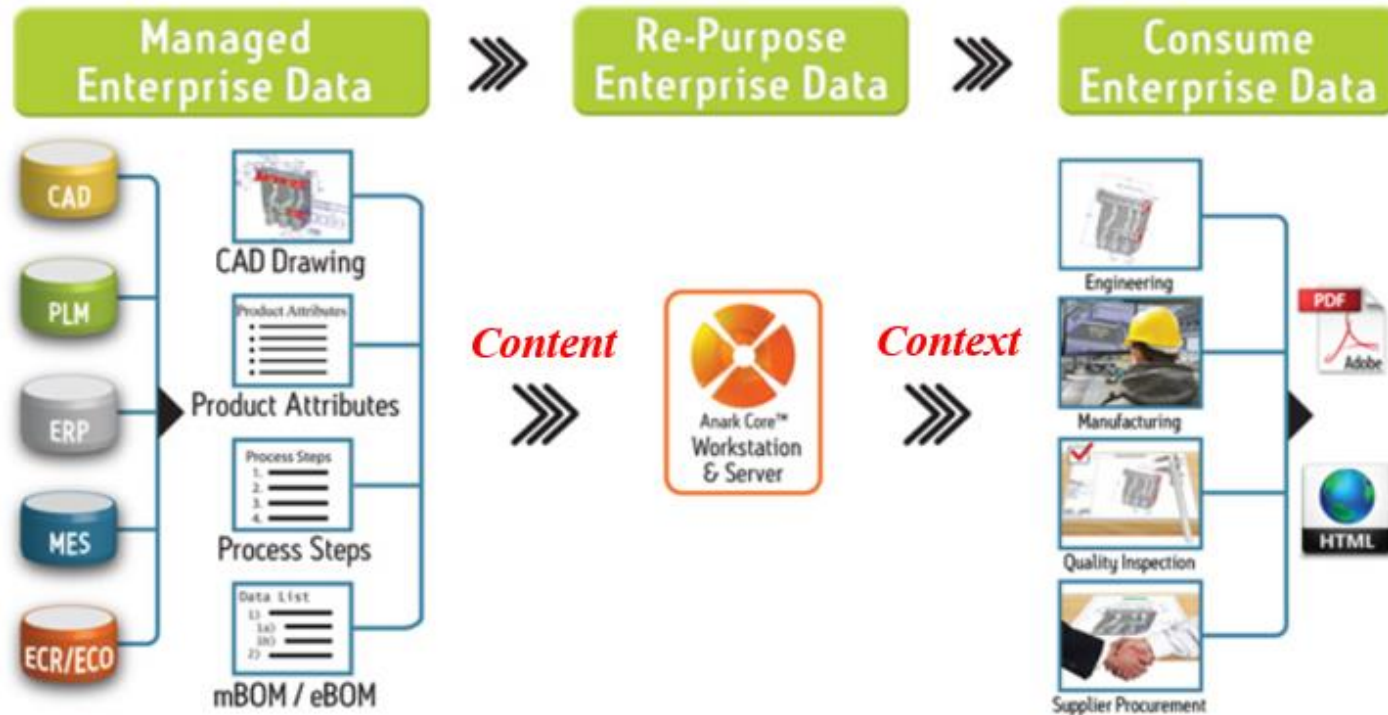 Managed
Enterprise Data
Re-Purpose
Enterprise Data
Consume
Enterprise Data
CAD
PLM
ERP
MES
ECR/ECO
CAD Drawing
Product Attributes
Product Attributes
Process Steps
1.
2.
3.
4.
Process Steps
Data List
1)
1a)
1b)
2)
mBOM / eBOM
Content
Anark Core™
Workstation
& Server
Context
Engineering
Manufacturing
Quality Inspection
Supplier Procurement
PDF
Adobe
HTML